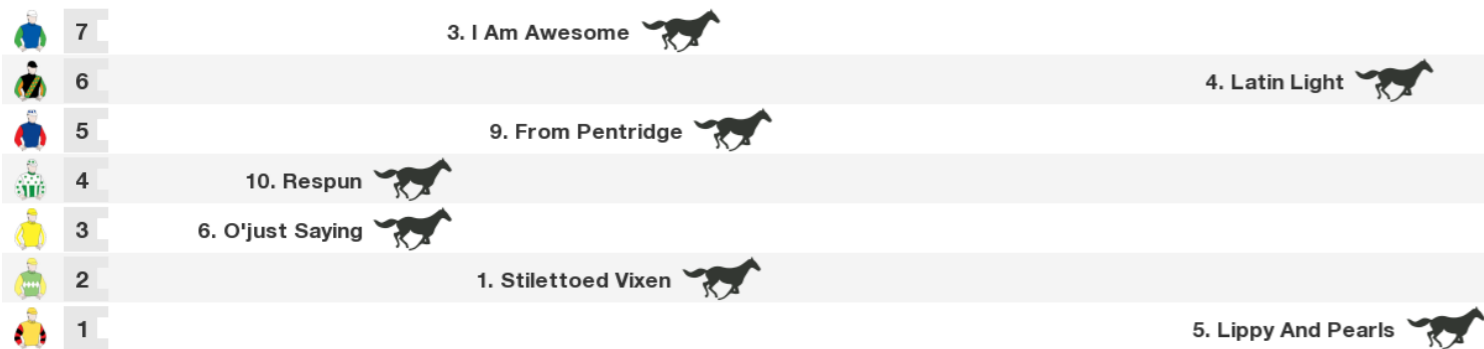 7 3. I Am Awesome
6 4. Latin Light
5 9. From Pentridge
4 10. Respun
3 6. O'just Saying
2 1. Stilettoed Vixen
1 5. Lippy And Pearls